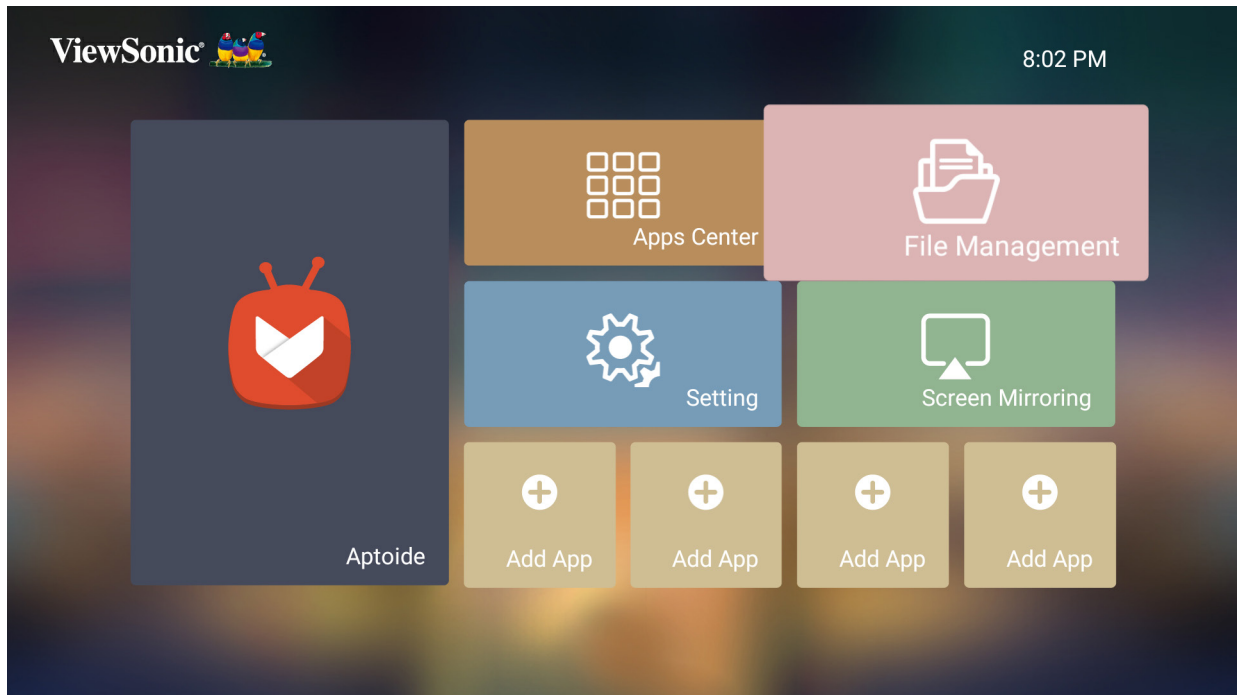 ViewSonic®
8:02 PM
Apps Center
File Management
Setting
Screen Mirroring
Aptoide
Add App
Add App
Add App
Add App